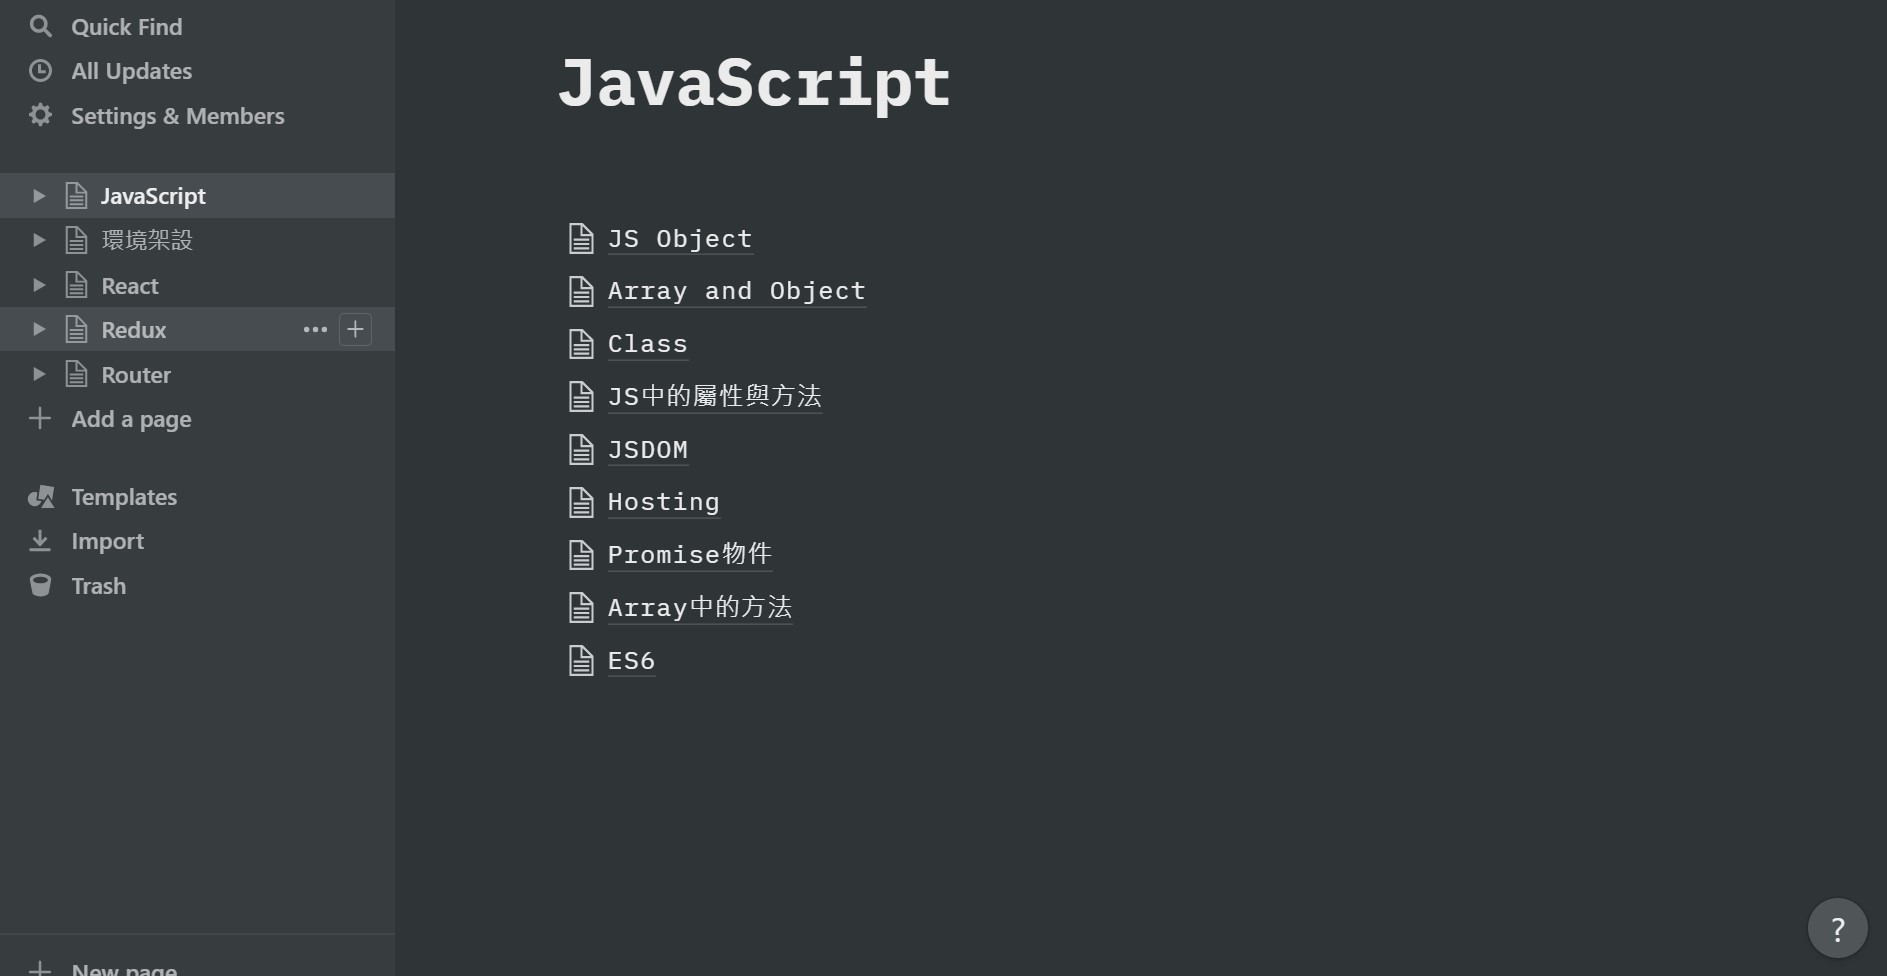 Quick Find
All Updates
Settings & Members
JavaScript
環境架設
React
Redux
Router
Add a page
Templates
Import
Trash
New page
JavaScript
JS Object
Array and Object
Class
JS中的屬性與方法
JSDOM
Hosting
Promise物件
Array中的方法
ES6
?